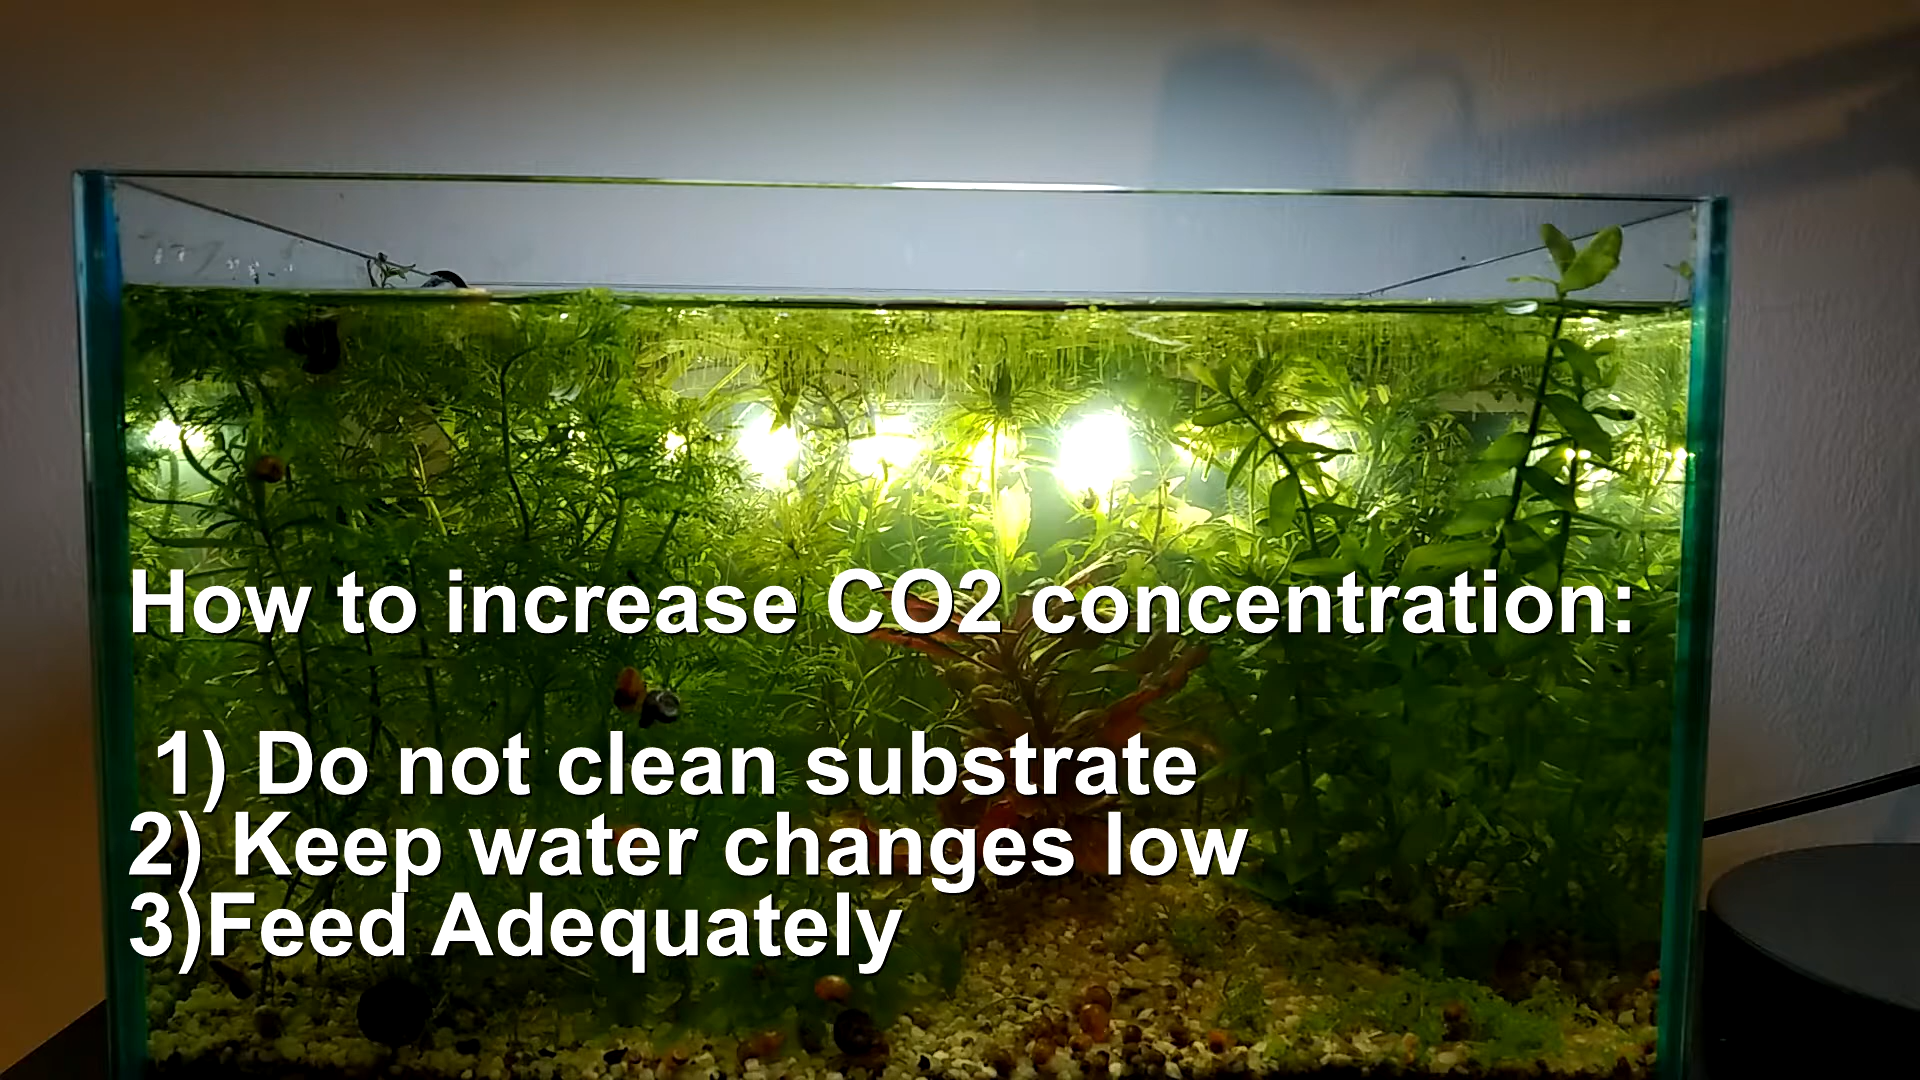 How to increase CO2 concentration:
1) Do not clean substrate
2) Keep water changes low
3)Feed Adequately